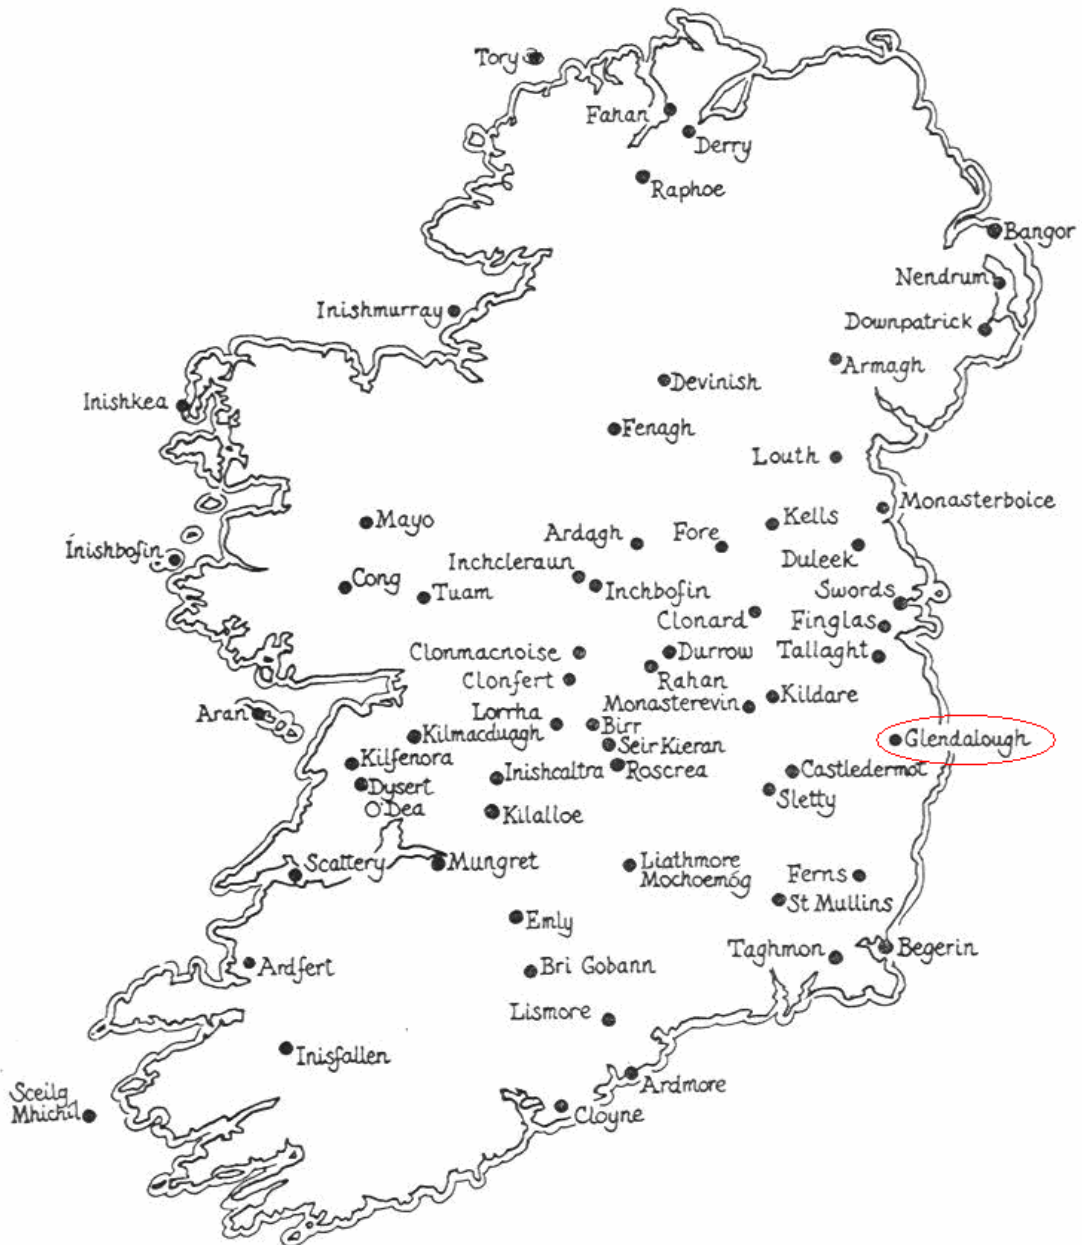 Tory
Fahan
Derry
Raphoe
Bangor
Nendrum
Inishmurray
Downpatrick
Armagh
Devinish
Inishkea
Fenagh
Louth
Monasterboice
Mayo
Kells
Ardagh
Fore
Ínishbofin
Inchcleraun
Duleek
Cong
Tuam
Inchbofin
Swords
Clonard
Finglas
Clonmacnoise
Durrow
Tallaght
Clonfert
Rahan
Monasterevin
Kildare
Aran
Lorrha
Birr
Kilmacduagh
Glendalough
Seir Kieran
Kilfenora
Inishcaltra
Roscrea
Castledermot
Dysert
O'Dea
Sletty
Kilalloe
Scattery
Mungret
Liathmore
Mochoemóg
Ferns
St Mullins
Emly
Taghmon
Begerin
Ardfert
Bri Gobann
Lismore
Inisfallen
Ardmore
Sceilg
Mhichíl
Cloyne